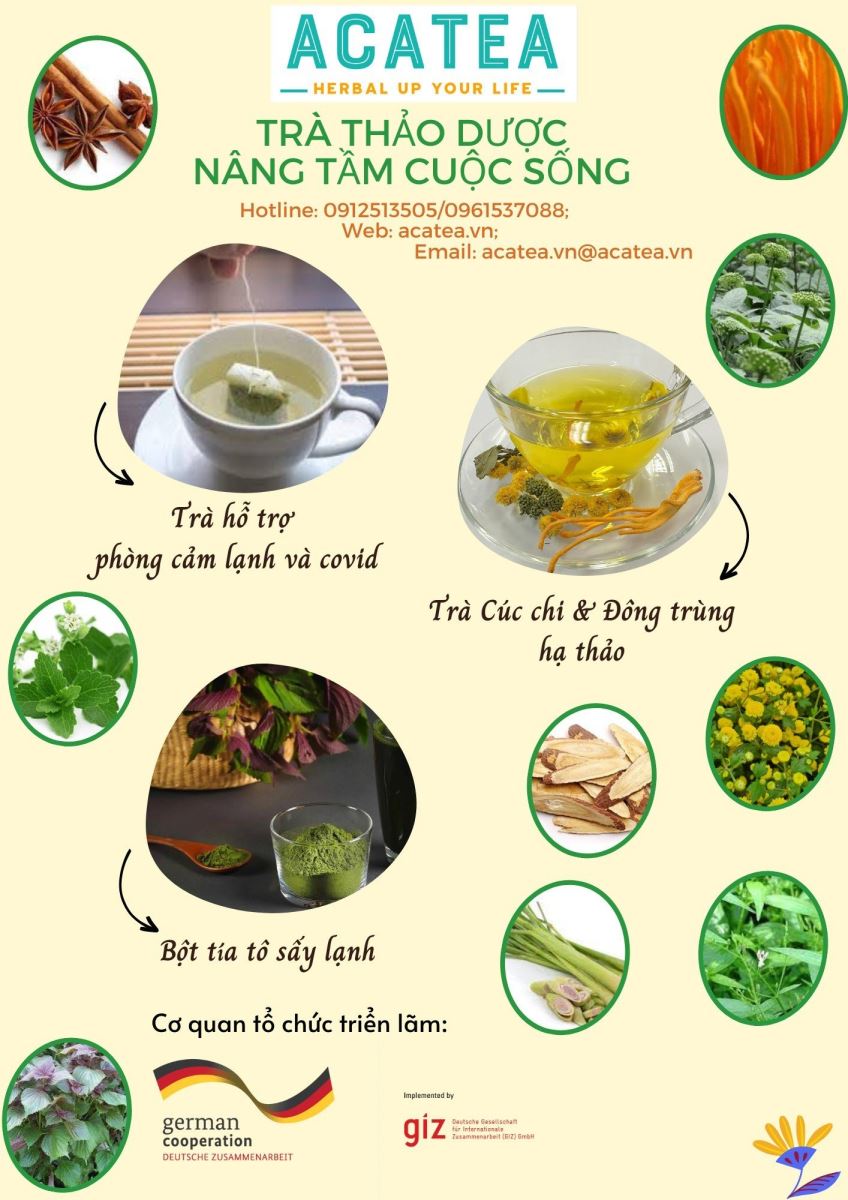 ACATEA
HERBAL UP YOUR LIFE
TRÀ THẢO DƯỢC
NÂNG TẦM CUỘC SỐNG
Hotline: 0912513505/0961537088;
Web: acatea.vn;
Email: acatea.vn@acatea.vn
Trà hỗ trợ
phòng cảm lạnh và covid
Trà Cúc chi & Đông trùng
hạ thảo
Bột tía tô sấy lạnh
Cơ quan tổ chức triển lãm:
german
cooperation
DEUTSCHE ZUSAMMENARBEIT
Implemented by
giz
Deutsche Gesellschaft
für Internationale
Zusammenarbeit (GIZ) GmbH